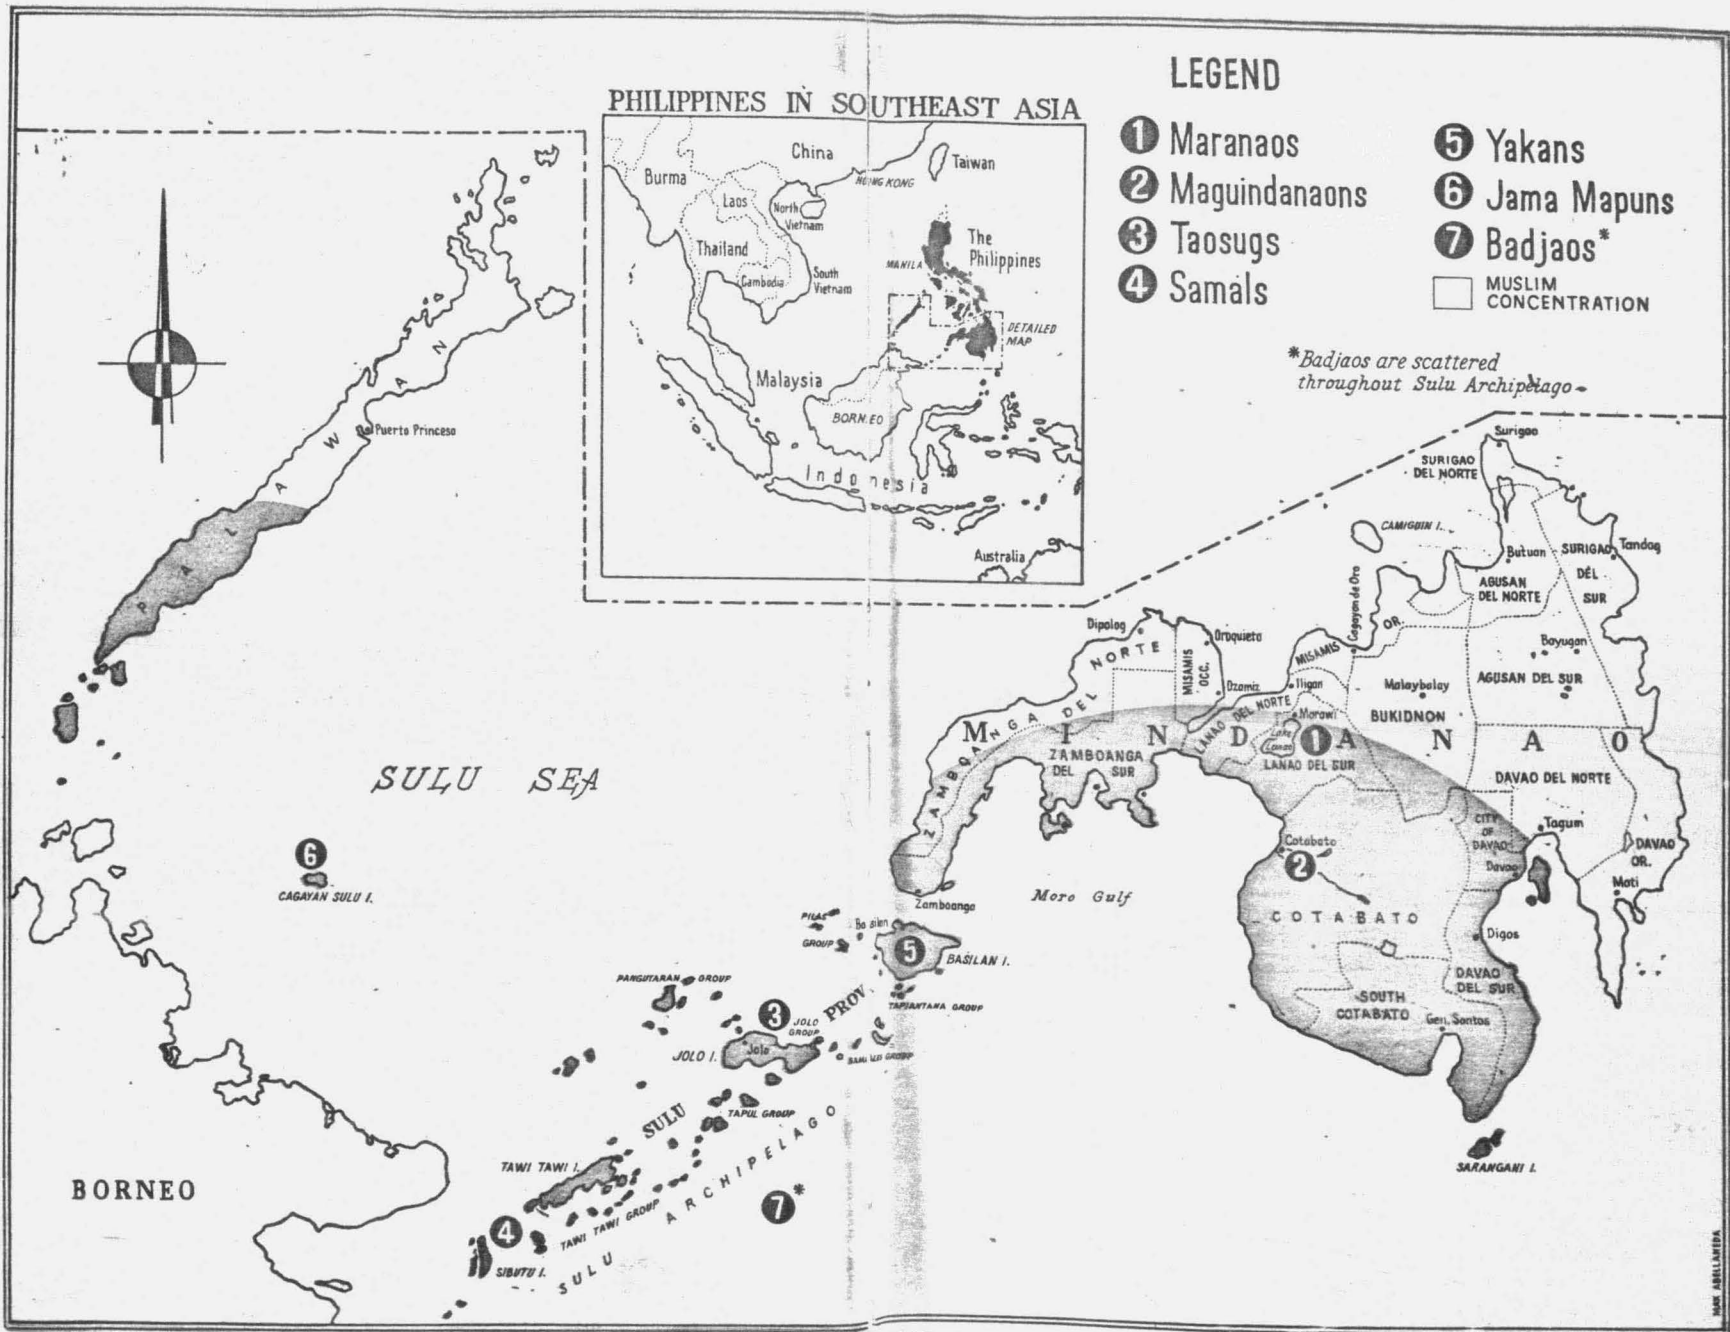 PHILIPPINES IN SOUTHEAST ASIA
China
Taiwan
Burma
HONG KONG
Laos
North
Vietnam
Thailand
The
Philippines
MANILA
Cambodia
South
Vietnam
DETAILED
MAP
Malaysia
BORNEO
Indonesia
Australia
LEGEND
1 Maranaos
2 Maguindanaons
3 Taosugs
4 Samals
5 Yakans
6 Jama Mapuns
7 Badjaos*
MUSLIM
CONCENTRATION
*Badjaos are scattered
throughout Sulu Archipelago
PALAWAN
Puerto Princesa
SULU SEA
6
CAGAYAN SULU I.
BORNEO
Surigao
SURIGAO
DEL NORTE
CAMIGUIN I.
Butuan
SURIGAO
DEL
SUR
Tandag
AGUSAN
DEL NORTE
Cagayan de Oro
Dipolog
Oroquieta
MISAMIS
OCC.
MISAMIS
OR.
Bayugan
Ozamiz
Iligan
Malaybalay
AGUSAN DEL SUR
ZAMBOANGA DEL NORTE
LANAO DEL NORTE
Marawi
Lake
Lanao
BUKIDNON
MINDANAO
1
ZAMBOANGA
DEL SUR
LANAO DEL SUR
DAVAO DEL NORTE
CITY
OF
DAVAO
Tagum
Cotabato
2
Davao
DAVAO
OR.
Mati
Zamboanga
Moro Gulf
COTABATO
Digos
PILAS
GROUP
Basilan
5
BASILAN I.
DAVAO
DEL SUR
PANGUTARAN GROUP
TAPIANTANA GROUP
SOUTH
COTABATO
Gen. Santos
3
JOLO
GROUP
Jolo
JOLO I.
SULU PROV.
TAPUL GROUP
SARANGANI I.
TAWI TAWI I.
TAWI TAWI GROUP
SULU ARCHIPELAGO
7*
4
SIBUTU I.